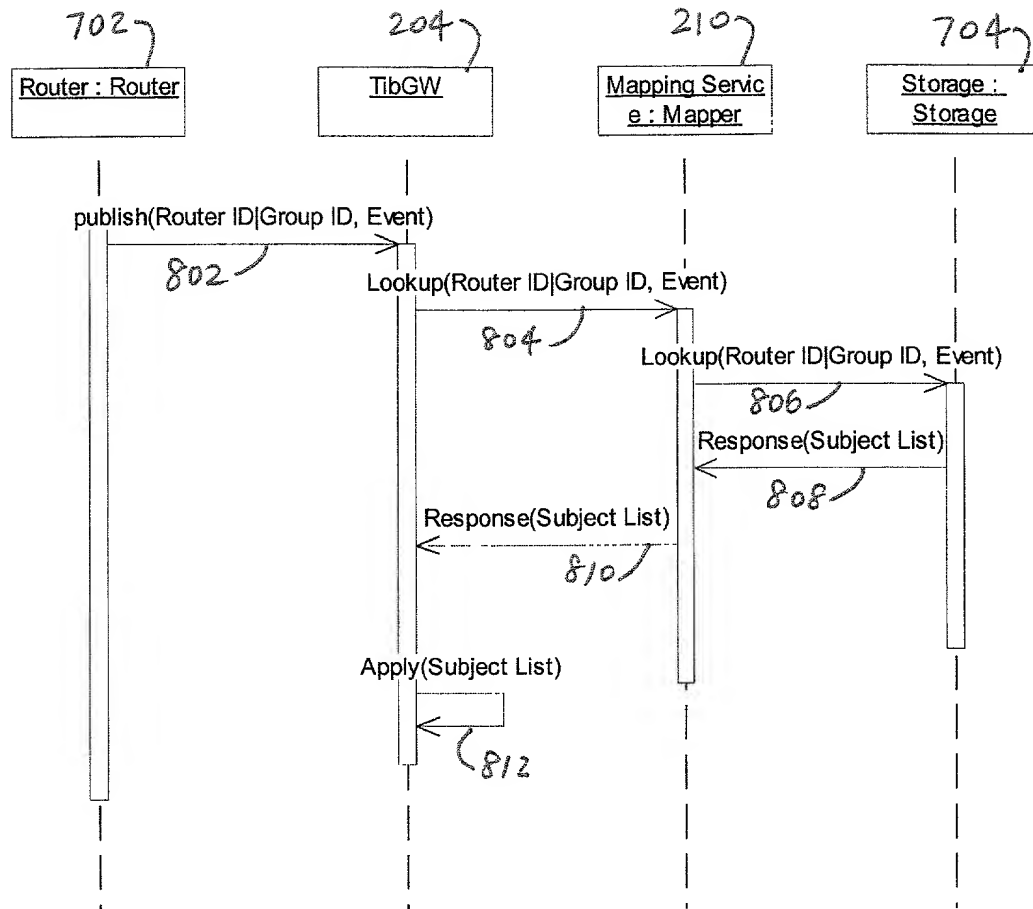 702
204
210
704
Router : Router
TibGW
Mapping Servic
e : Mapper
Storage :
Storage
publish(Router ID|Group ID, Event)
802
Lookup(Router ID|Group ID, Event)
804
Lookup(Router ID|Group ID, Event)
806
Response(Subject List)
808
Response(Subject List)
810
Apply(Subject List)
812